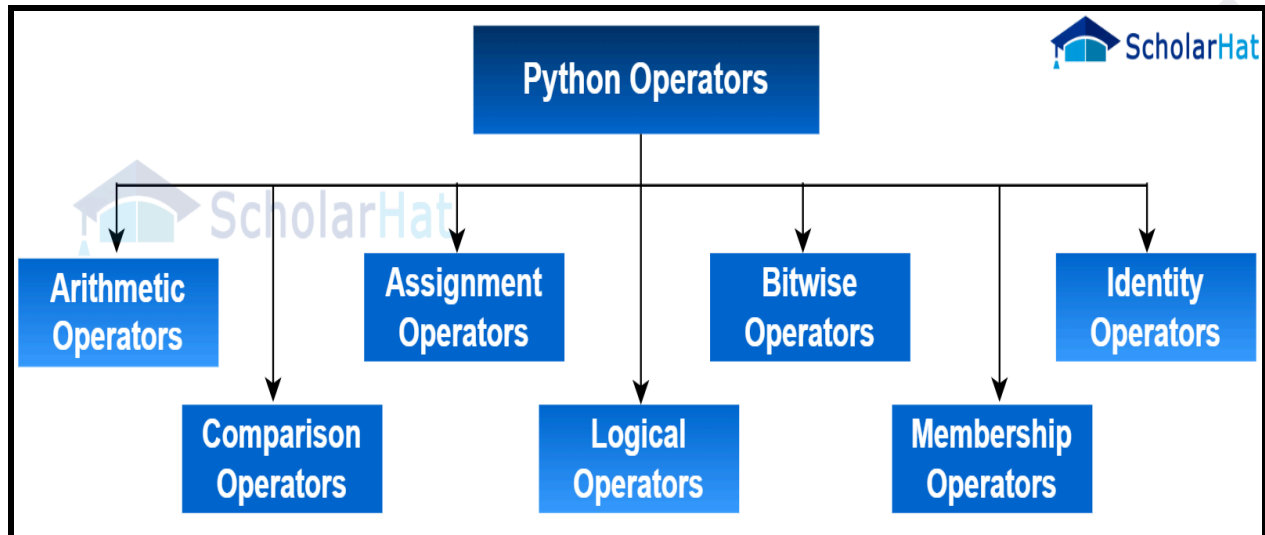 ScholarHat
Python Operators
ScholarHat
Arithmetic
Operators
Assignment
Operators
Bitwise
Operators
Identity
Operators
Comparison
Operators
Logical
Operators
Membership
Operators